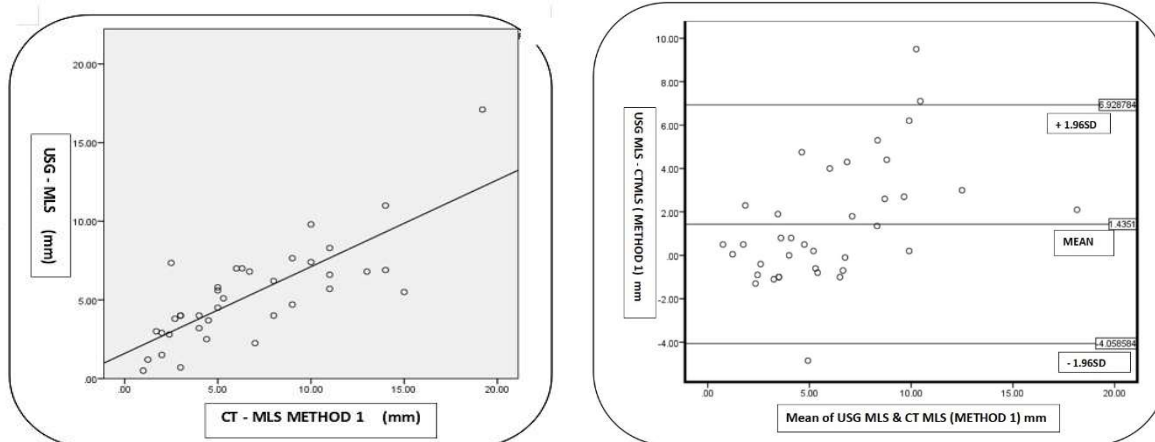 USG - MLS (mm)
20.00
15.00
10.00
5.00
.00
.00 5.00 10.00 15.00 20.00
CT - MLS METHOD 1 (mm)
USG MLS - CTMLS ( METHOD 1) mm
10.00
8.00
6.00
4.00
2.00
.00
-2.00
-4.00
6.928784
+ 1.96SD
1.4351
MEAN
-4.058584
- 1.96SD
.00 5.00 10.00 15.00 20.00
Mean of USG MLS & CT MLS (METHOD 1) mm